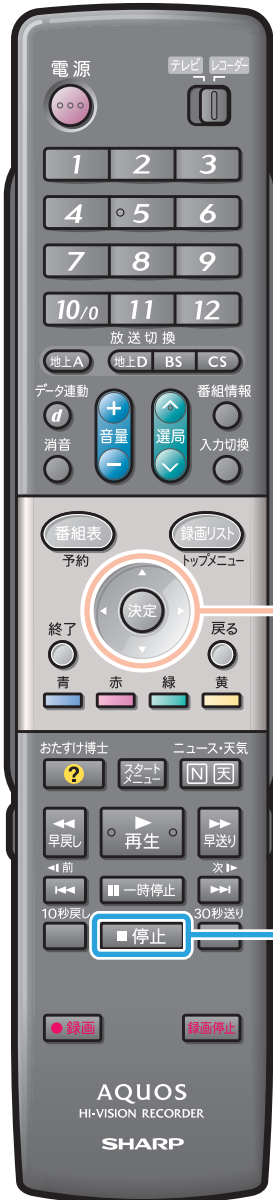 電源 テレビ レコーダー
1 2 3
4 5 6
7 8 9
10/0 11 12
放送切換
地上A 地上D BS CS
データ連動 番組情報
d + 音量 − 選局
消音 入力切換
番組表 録画リスト
予約 トップメニュー
決定
終了 戻る
青 赤 緑 黄
おたすけ博士 ニュース・天気
? スタートメニュー N 天
早戻し 再生 早送り
前 次
一時停止
10秒戻し 30秒送り
停止
録画 録画停止
AQUOS
HI-VISION RECORDER
SHARP